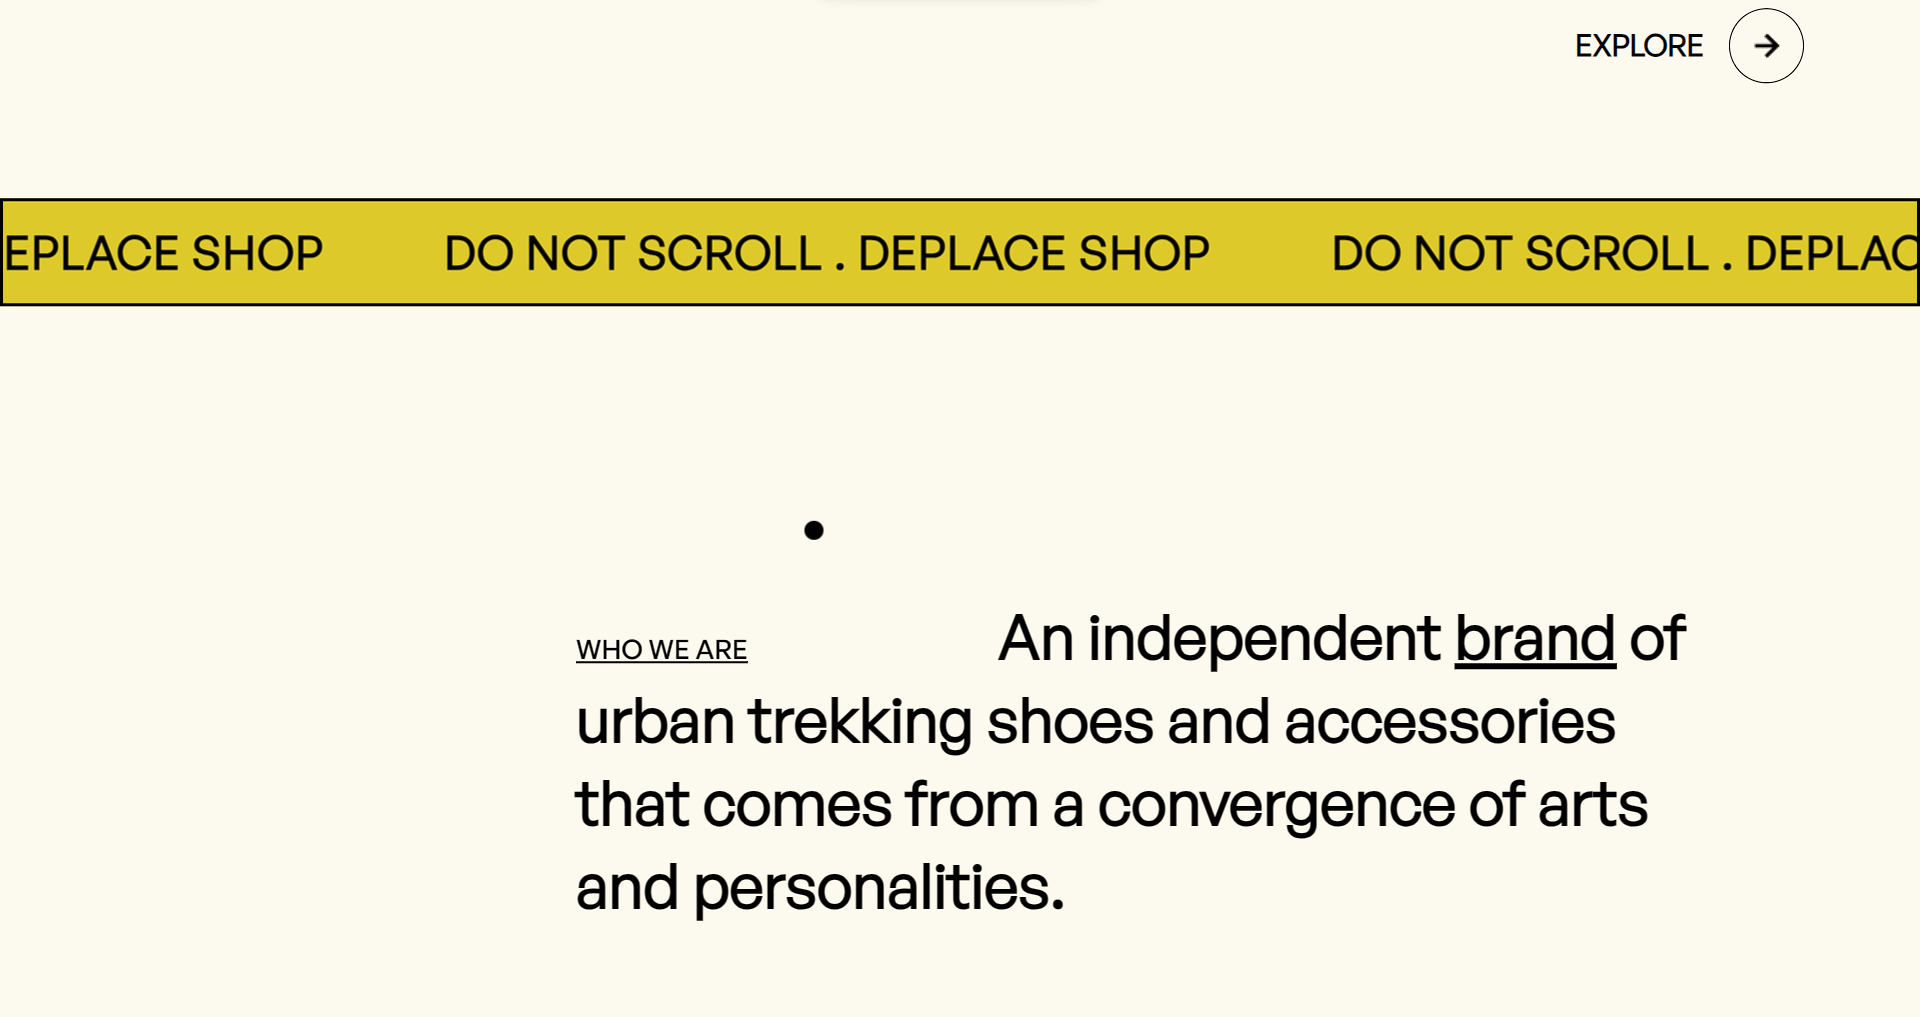 EXPLORE
EPLACE SHOP DO NOT SCROLL . DEPLACE SHOP DO NOT SCROLL . DEPLAC
WHO WE ARE An independent brand of
urban trekking shoes and accessories
that comes from a convergence of arts
and personalities.